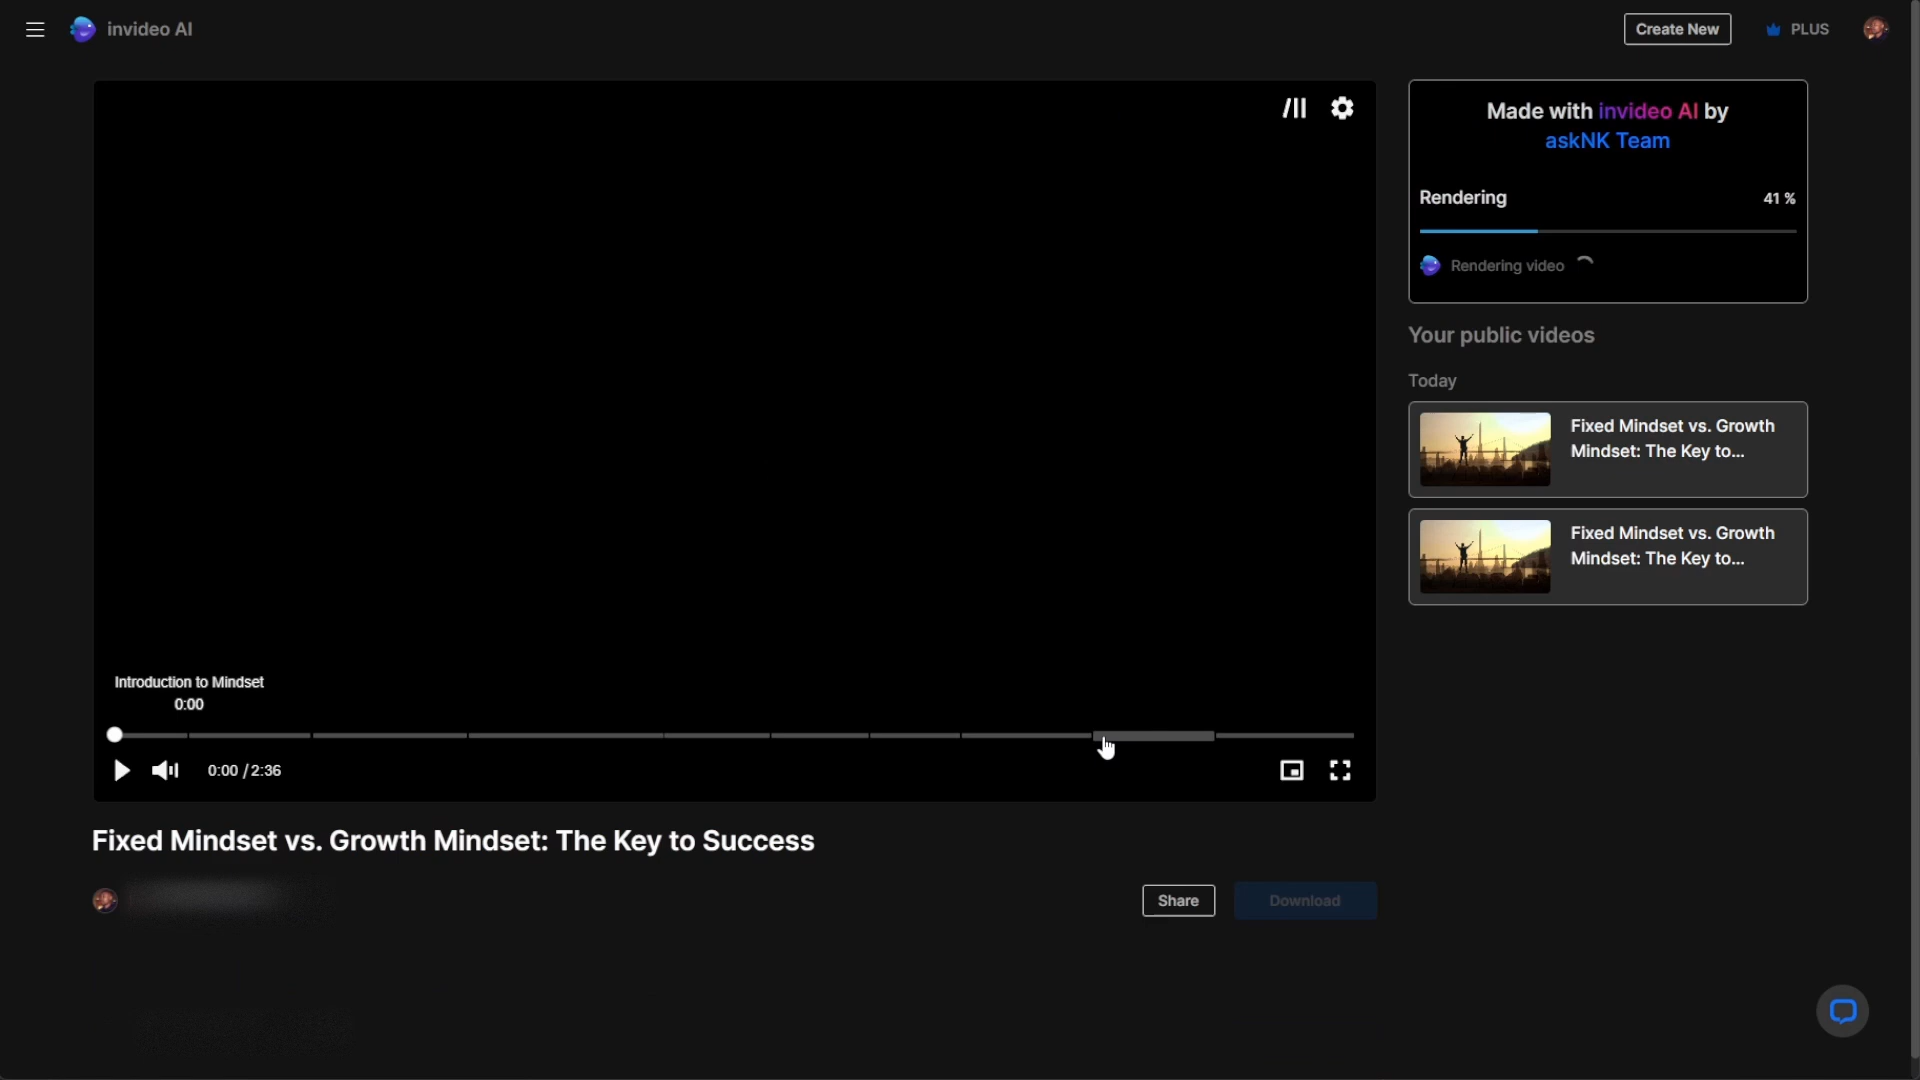 invideo AI
Create New
PLUS
Made with invideo AI by
askNK Team
Rendering
41 %
Rendering video
Your public videos
Today
Fixed Mindset vs. Growth
Mindset: The Key to...
Fixed Mindset vs. Growth
Mindset: The Key to...
Introduction to Mindset
0:00
0:00 / 2:36
Fixed Mindset vs. Growth Mindset: The Key to Success
Share
Download